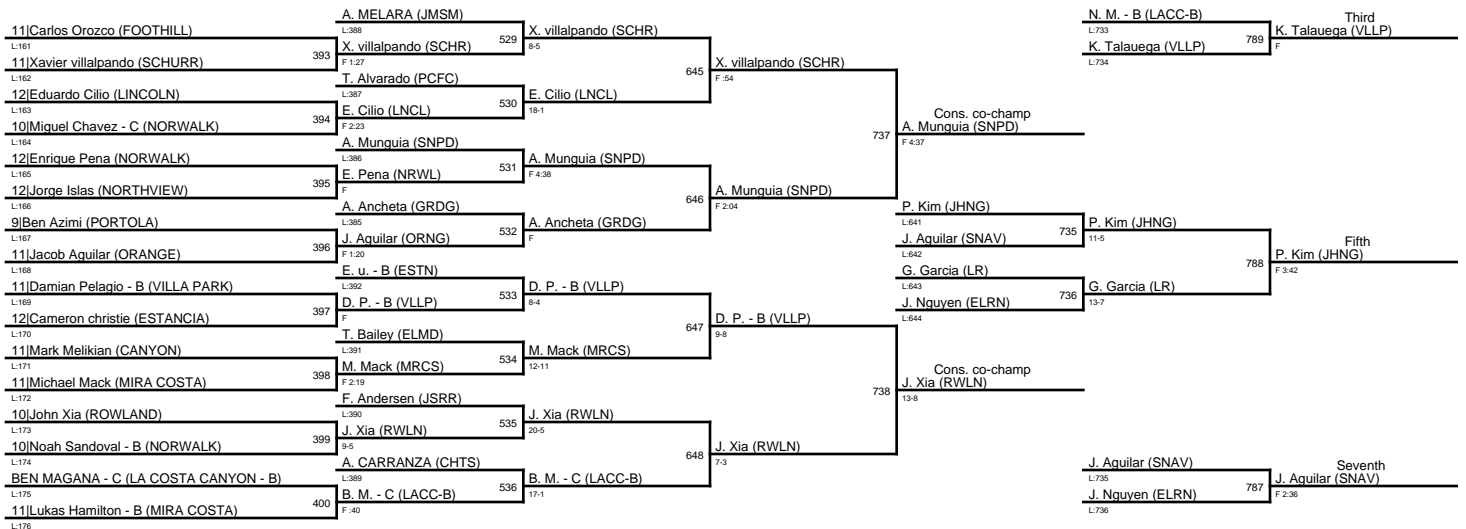 11|Carlos Orozco (FOOTHILL)
L:161
11|Xavier villalpando (SCHURR)
L:162
12|Eduardo Cilio (LINCOLN)
L:163
10|Miguel Chavez - C (NORWALK)
L:164
12|Enrique Pena (NORWALK)
L:165
12|Jorge Islas (NORTHVIEW)
L:166
9|Ben Azimi (PORTOLA)
L:167
11|Jacob Aguilar (ORANGE)
L:168
11|Damian Pelagio - B (VILLA PARK)
L:169
12|Cameron christie (ESTANCIA)
L:170
11|Mark Melikian (CANYON)
L:171
11|Michael Mack (MIRA COSTA)
L:172
10|John Xia (ROWLAND)
L:173
10|Noah Sandoval - B (NORWALK)
L:174
BEN MAGANA - C (LA COSTA CANYON - B)
L:175
11|Lukas Hamilton - B (MIRA COSTA)
L:176
393
394
395
396
397
398
399
400
A. MELARA (JMSM)
L:388
X. villalpando (SCHR)
F 1:27
T. Alvarado (PCFC)
L:387
E. Cilio (LNCL)
F 2:23
A. Munguia (SNPD)
L:386
E. Pena (NRWL)
F
A. Ancheta (GRDG)
L:385
J. Aguilar (ORNG)
F 1:20
E. u. - B (ESTN)
L:392
D. P. - B (VLLP)
F
T. Bailey (ELMD)
L:391
M. Mack (MRCS)
F 2:19
F. Andersen (JSRR)
L:390
J. Xia (RWLN)
9-5
A. CARRANZA (CHTS)
L:389
B. M. - C (LACC-B)
F :40
529
530
531
532
533
534
535
536
X. villalpando (SCHR)
8-5
E. Cilio (LNCL)
18-1
A. Munguia (SNPD)
F 4:38
A. Ancheta (GRDG)
F
D. P. - B (VLLP)
8-4
M. Mack (MRCS)
12-11
J. Xia (RWLN)
20-5
B. M. - C (LACC-B)
17-1
645
646
647
648
X. villalpando (SCHR)
F :54
A. Munguia (SNPD)
F 2:04
D. P. - B (VLLP)
9-8
J. Xia (RWLN)
7-3
737
738
Cons. co-champ
A. Munguia (SNPD)
F 4:37
Cons. co-champ
J. Xia (RWLN)
13-8
N. M. - B (LACC-B)
L:733
K. Talauega (VLLP)
L:734
789
Third
K. Talauega (VLLP)
F
P. Kim (JHNG)
L:641
J. Aguilar (SNAV)
L:642
G. Garcia (LR)
L:643
J. Nguyen (ELRN)
L:644
735
736
P. Kim (JHNG)
11-5
G. Garcia (LR)
13-7
788
Fifth
P. Kim (JHNG)
F 3:42
J. Aguilar (SNAV)
L:735
J. Nguyen (ELRN)
L:736
787
Seventh
J. Aguilar (SNAV)
F 2:36